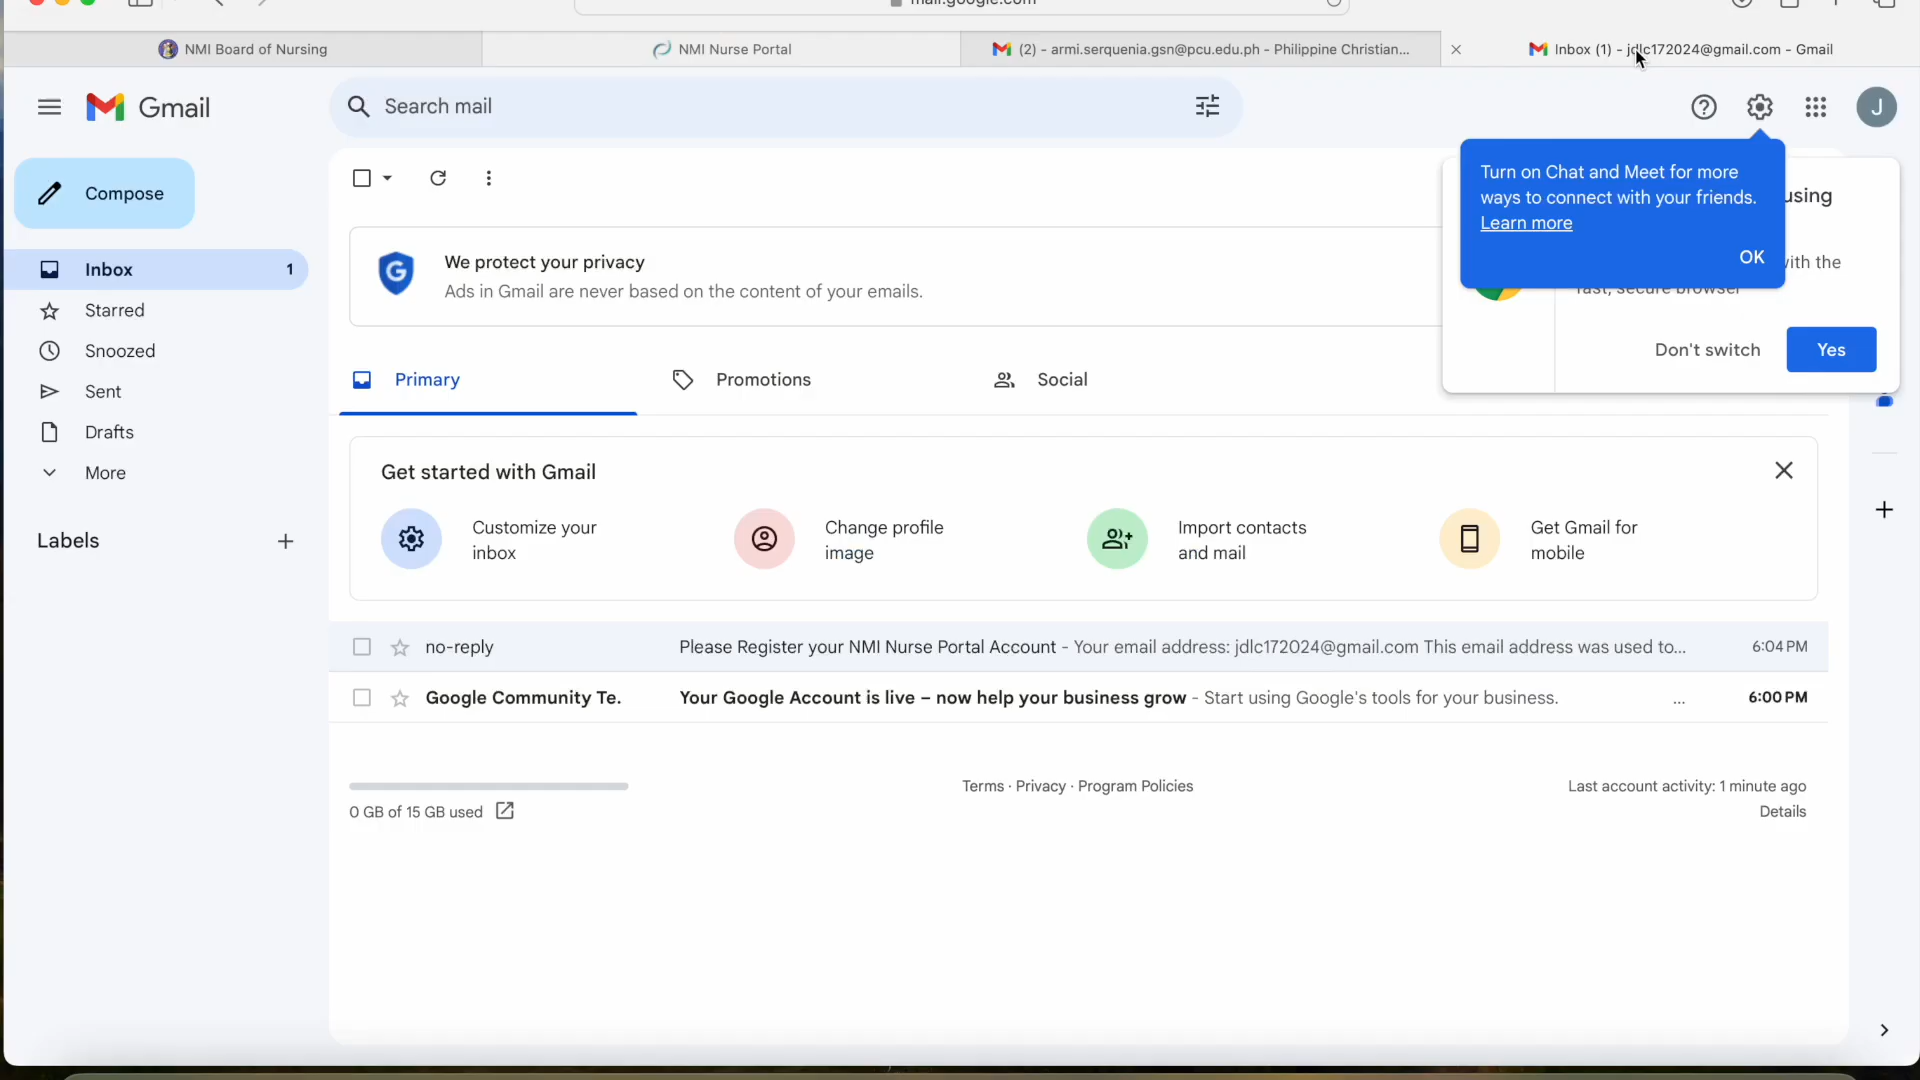 mail.google.com
NMI Board of Nursing
NMI Nurse Portal
(2) - armi.serquenia.gsn@pcu.edu.ph - Philippine Christian...
Inbox (1) - jdlc172024@gmail.com - Gmail
Gmail
Search mail
J
Compose
Turn on Chat and Meet for more
ways to connect with your friends.
Learn more
OK
using
with the
fast, secure browser
Don't switch
Yes
Inbox 1
Starred
Snoozed
Sent
Drafts
More
Labels
We protect your privacy
Ads in Gmail are never based on the content of your emails.
Primary
Promotions
Social
Get started with Gmail
Customize your
inbox
Change profile
image
Import contacts
and mail
Get Gmail for
mobile
no-reply Please Register your NMI Nurse Portal Account - Your email address: jdlc172024@gmail.com This email address was used to... 6:04 PM
Google Community Te. Your Google Account is live – now help your business grow - Start using Google's tools for your business. ... 6:00 PM
0 GB of 15 GB used
Terms · Privacy · Program Policies
Last account activity: 1 minute ago
Details